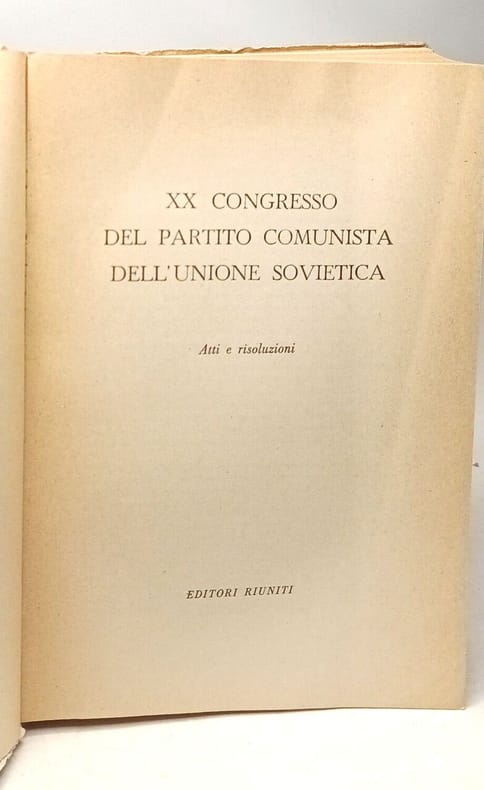 XX CONGRESSO
DEL PARTITO COMUNISTA
DELL'UNIONE SOVIETICA
Atti e risoluzioni
EDITORI RIUNITI